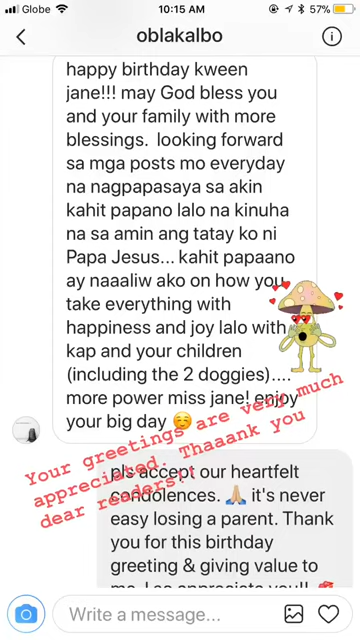 Globe 10:15 AM 57%
oblakalbo
happy birthday kween
jane!!! may God bless you
and your family with more
blessings. looking forward
sa mga posts mo everyday
na nagpapasaya sa akin
kahit papano lalo na kinuha
na sa amin ang tatay ko ni
Papa Jesus... kahit papaano
ay naaaliw ako on how you
take everything with
happiness and joy lalo with
kap and your children
(including the 2 doggies)....
more power miss jane! enjoy
your big day ☺️
Your greetings are very much
appreciated. Thaaank you
dear readers!!
pls accept our heartfelt
condolences. 🙏🏼 it's never
easy losing a parent. Thank
you for this birthday
greeting & giving value to
me. I so appreciate you!!
Write a message...